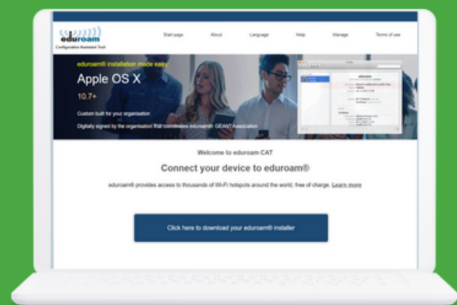 eduroam
Configuration Assistant Tool
Start page About Language Help Manage Terms of use
eduroam® installation made easy
Apple OS X
10.7+
Custom built for your organisation
Digitally signed by the organisation that coordinates eduroam®: GEANT Association
Welcome to eduroam CAT
Connect your device to eduroam®
eduroam® provides access to thousands of Wi-Fi hotspots around the world, free of charge. Learn more
Click here to download your eduroam® installer